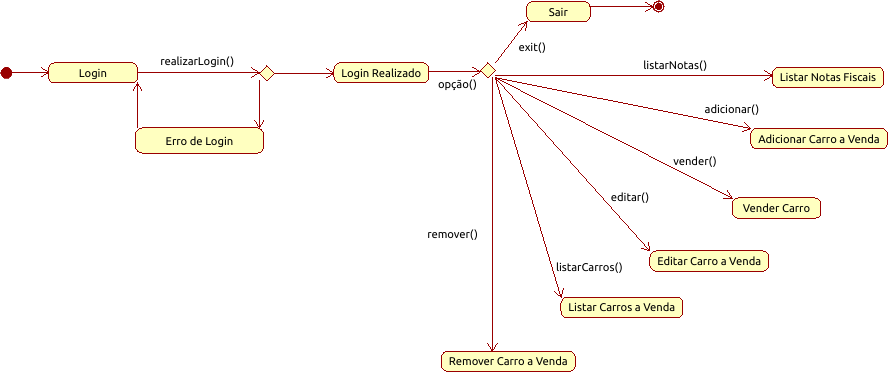 Sair
exit()
realizarLogin()
listarNotas()
Login
Login Realizado
Listar Notas Fiscais
opção()
adicionar()
Erro de Login
Adicionar Carro a Venda
vender()
editar()
Vender Carro
remover()
Editar Carro a Venda
listarCarros()
Listar Carros a Venda
Remover Carro a Venda